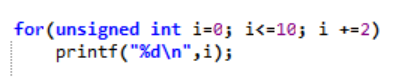 for(unsigned int i=0; i<=10; i +=2)
    printf("%d\n",i);